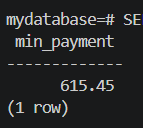 mydatabase=# SE
min_payment
-------------
615.45
(1 row)